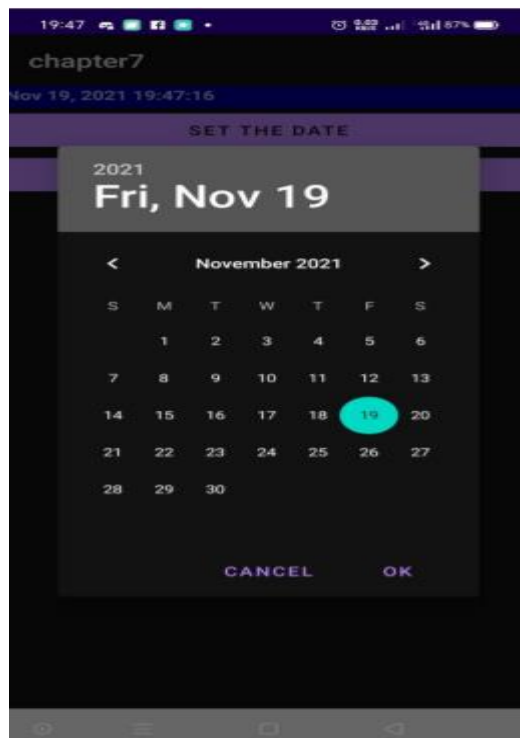 19:47 87%
chapter7
Nov 19, 2021 19:47:16
SET THE DATE
2021
Fri, Nov 19
November 2021
S M T W T F S
1 2 3 4 5 6
7 8 9 10 11 12 13
14 15 16 17 18 19 20
21 22 23 24 25 26 27
28 29 30
CANCEL OK